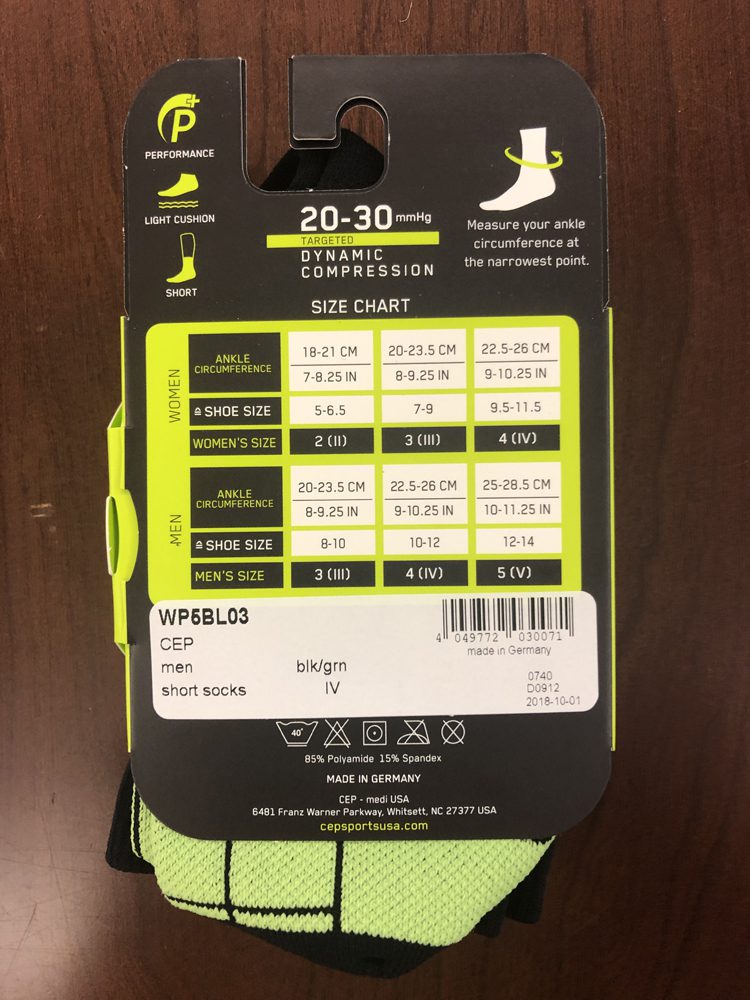 PERFORMANCE
LIGHT CUSHION
SHORT
20-30 mmHg
TARGETED
DYNAMIC
COMPRESSION
Measure your ankle
circumference at
the narrowest point.
SIZE CHART
WOMEN
ANKLE CIRCUMFERENCE 18-21 CM 20-23.5 CM 22.5-26 CM
7-8.25 IN 8-9.25 IN 9-10.25 IN
≙ SHOE SIZE 5-6.5 7-9 9.5-11.5
WOMEN'S SIZE 2 (II) 3 (III) 4 (IV)
MEN
ANKLE CIRCUMFERENCE 20-23.5 CM 22.5-26 CM 25-28.5 CM
8-9.25 IN 9-10.25 IN 10-11.25 IN
≙ SHOE SIZE 8-10 10-12 12-14
MEN'S SIZE 3 (III) 4 (IV) 5 (V)
WP5BL03
CEP
men blk/grn
short socks IV
4 049772 030071
made in Germany
0740
D0912
2018-10-01
40°
85% Polyamide 15% Spandex
MADE IN GERMANY
CEP - medi USA
6481 Franz Warner Parkway, Whitsett, NC 27377 USA
cepsportsusa.com